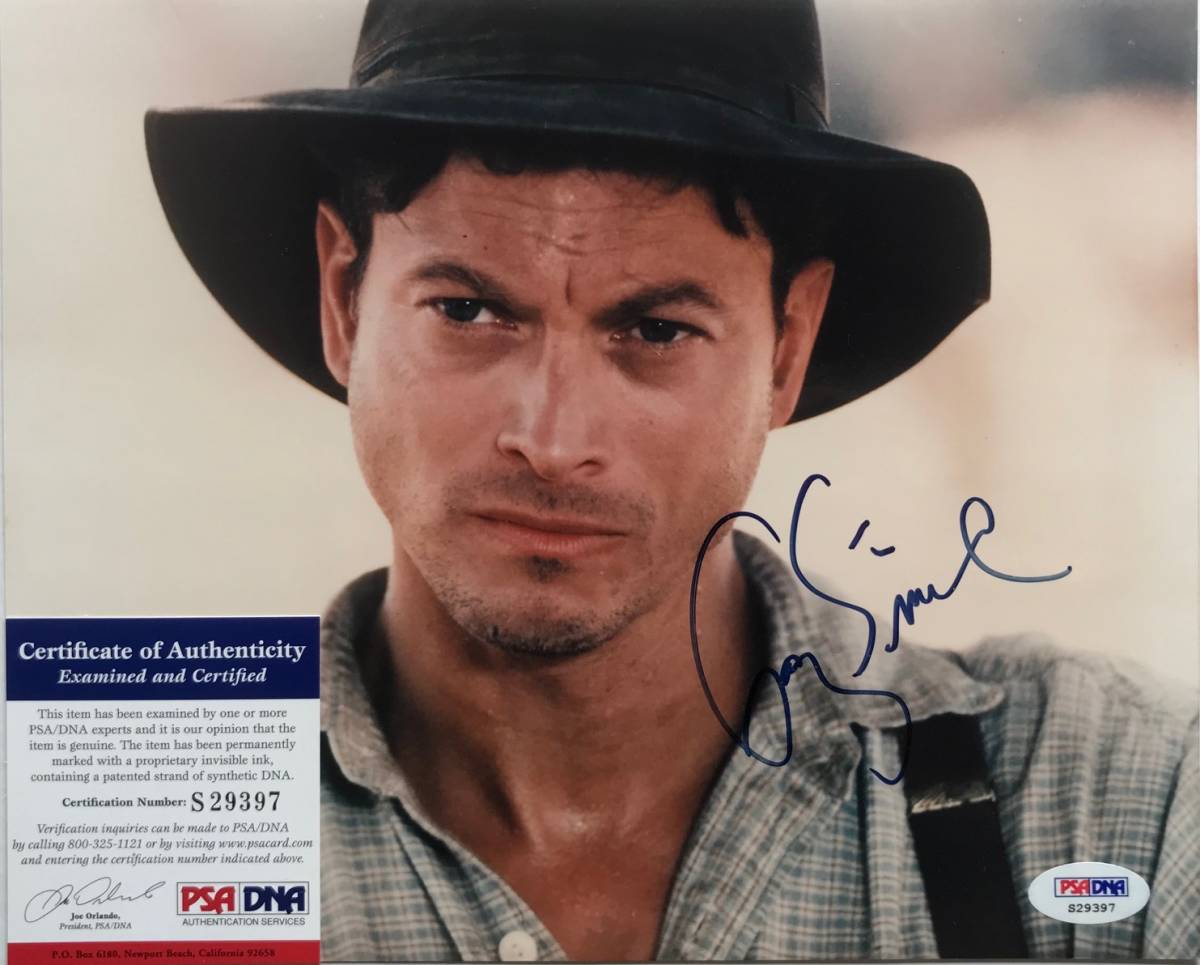 Certificate of Authenticity
Examined and Certified
This item has been examined by one or more
PSA/DNA experts and it is our opinion that the
item is genuine. The item has been permanently
marked with a proprietary invisible ink,
containing a patented strand of synthetic DNA.
Certification Number: S29397
Verification inquiries can be made to PSA/DNA
by calling 800-325-1121 or by visiting www.psacard.com
and entering the certification number indicated above.
Joe Orlando,
President, PSA/DNA
PSA DNA
AUTHENTICATION SERVICES
P.O. Box 6180, Newport Beach, California 92658
PSA DNA
S29397